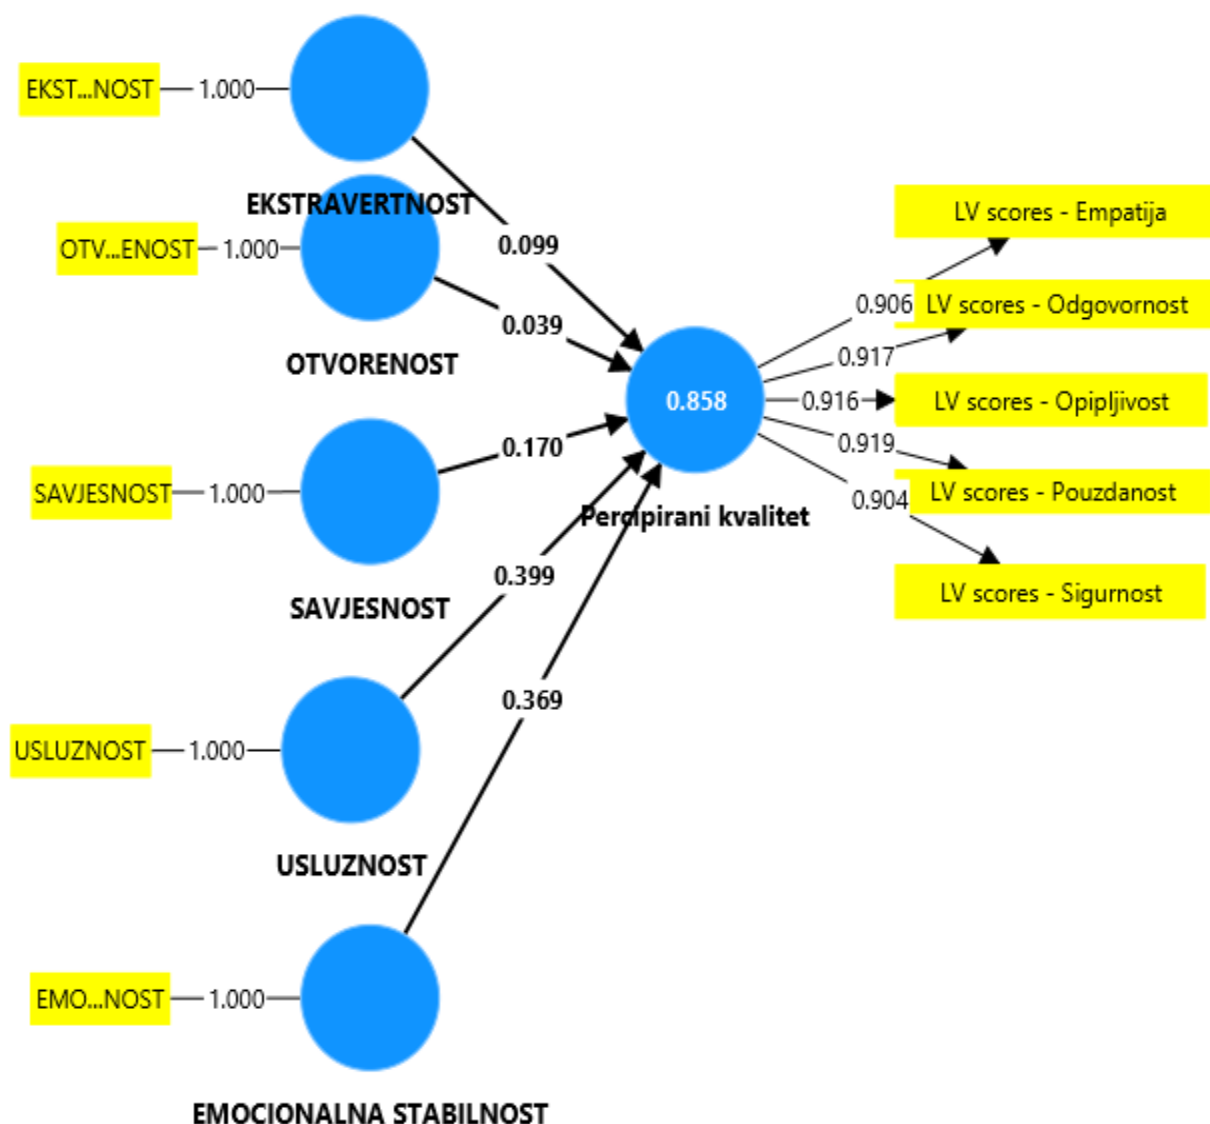 EKST...NOST
1.000
EKSTRAVERTNOST
0.099
OTV...ENOST
1.000
OTVORENOST
0.039
SAVJESNOST
1.000
SAVJESNOST
0.170
USLUZNOST
1.000
USLUZNOST
0.399
EMO...NOST
1.000
EMOCIONALNA STABILNOST
0.369
0.858
Percipirani kvalitet
0.906
LV scores - Empatija
0.917
LV scores - Odgovornost
0.916
LV scores - Opipljivost
0.919
LV scores - Pouzdanost
0.904
LV scores - Sigurnost